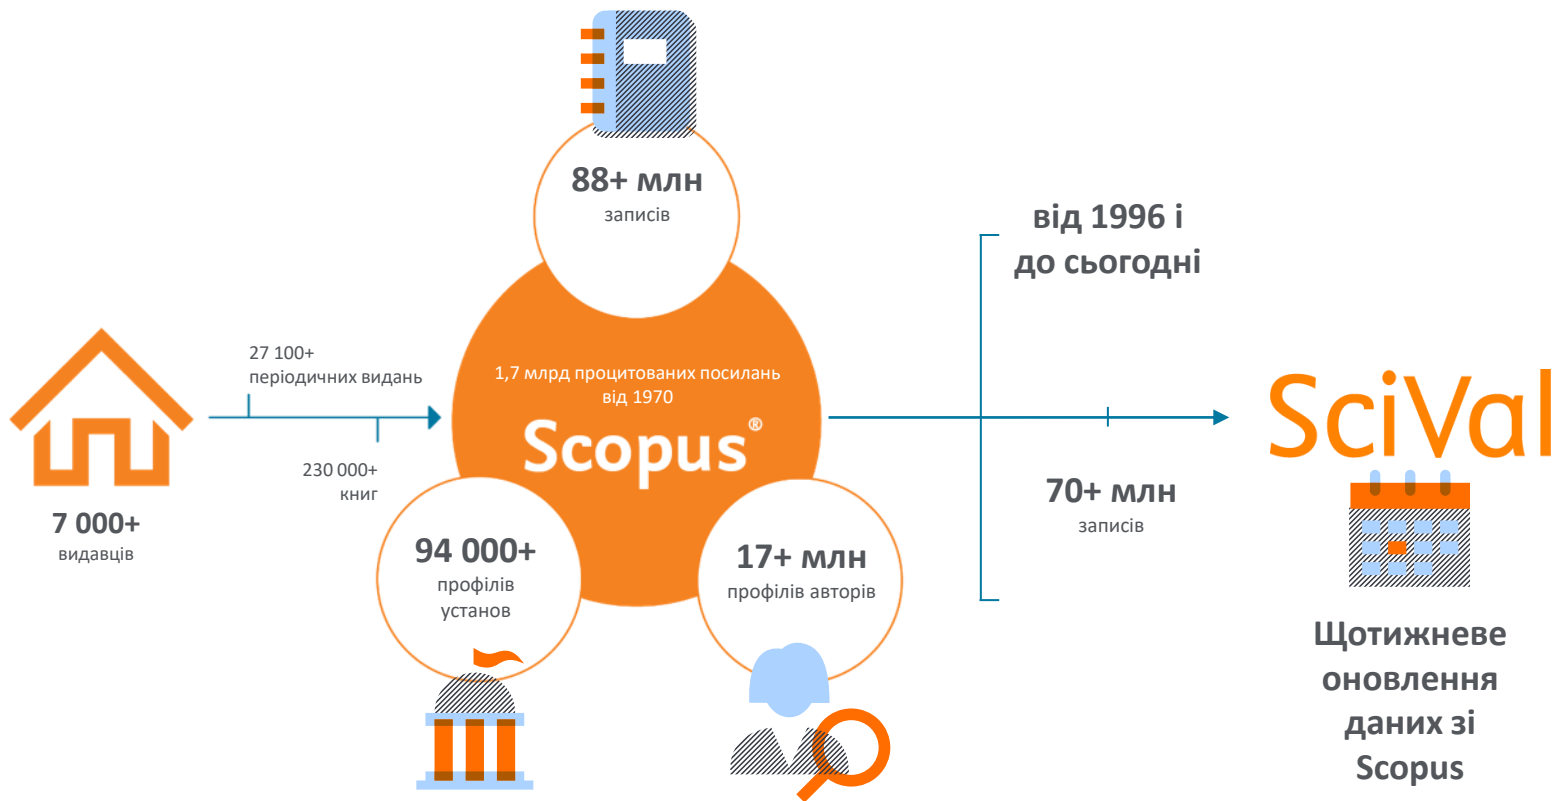 88+ млн
записів
від 1996 і
до сьогодні
27 100+
періодичних видань
1,7 млрд процитованих посилань
від 1970
Scopus®
SciVal
230 000+
книг
7 000+
видавців
94 000+
профілів
установ
17+ млн
профілів авторів
70+ млн
записів
Щотижневе
оновлення
даних зі
Scopus